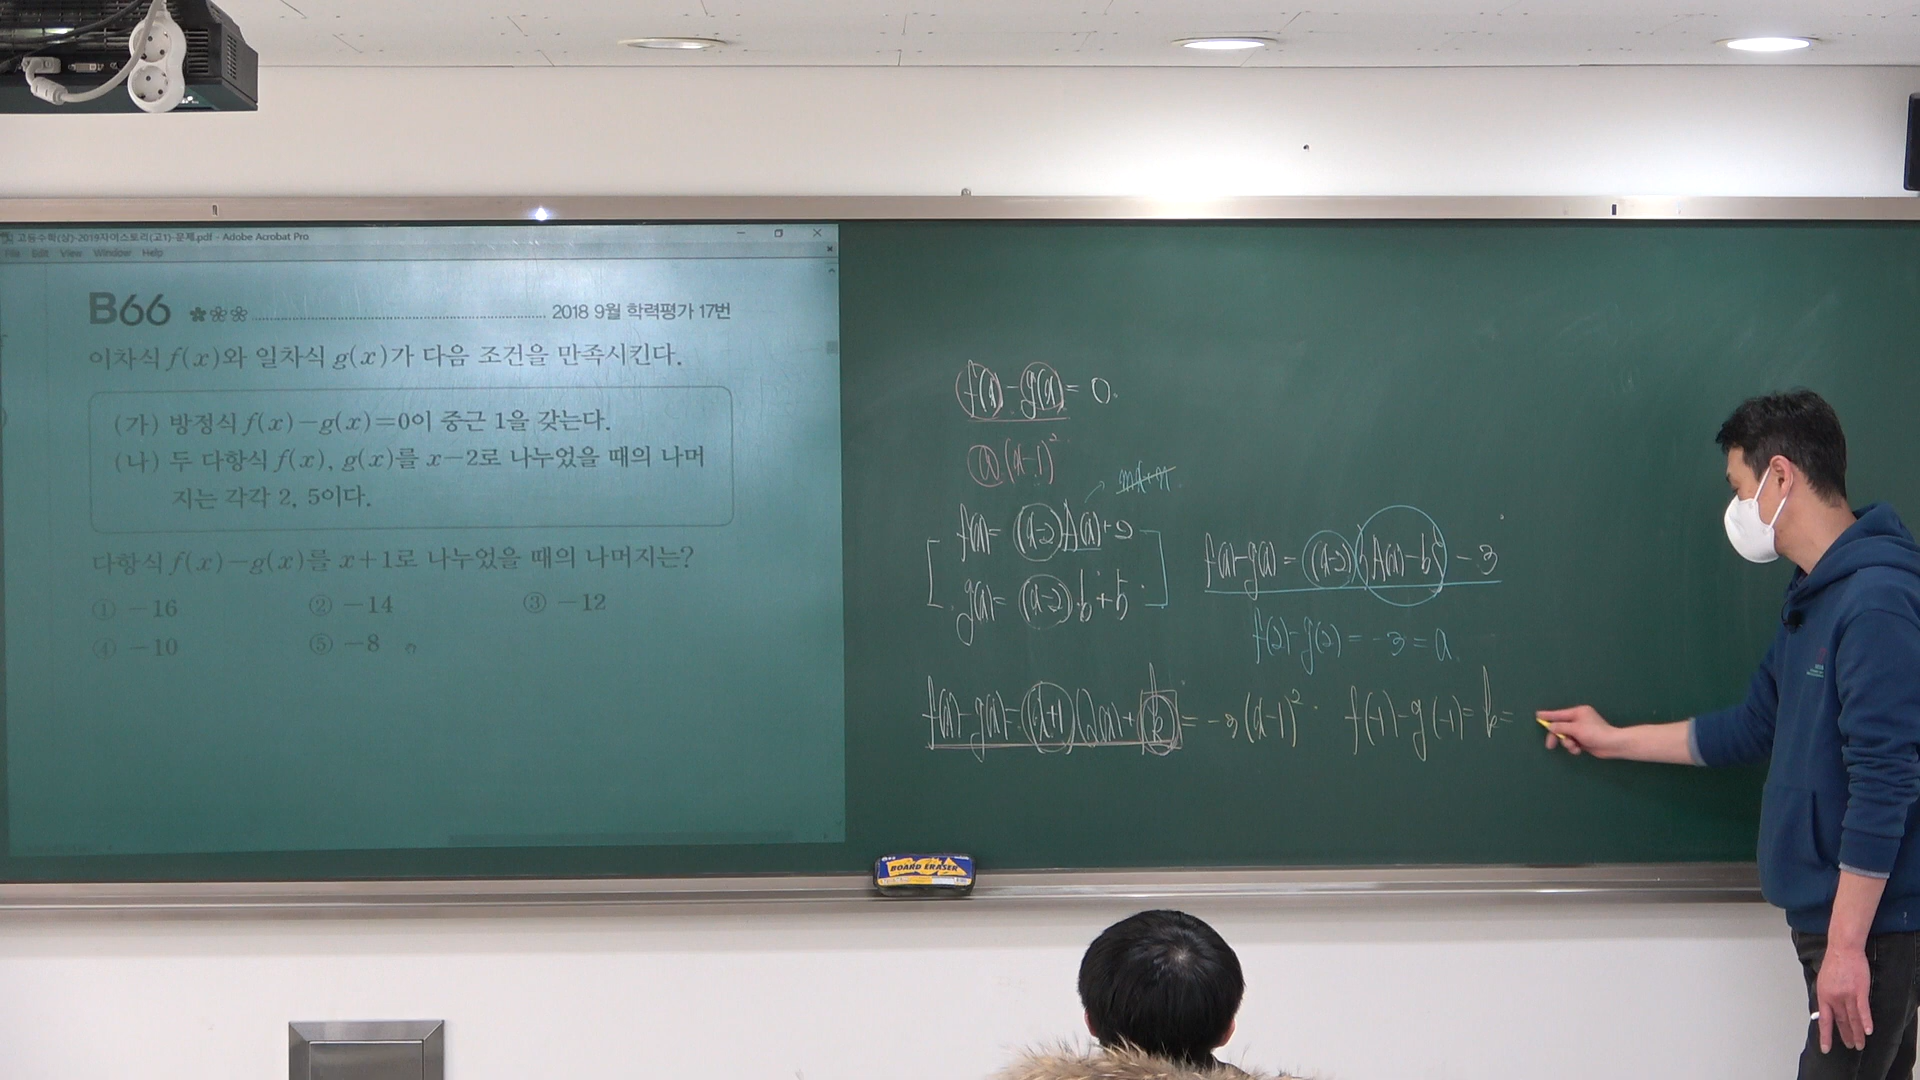 고등수학(상)-2019자이스토리(고1)-문제.pdf - Adobe Acrobat Pro
File Edit View Window Help
B66
2018 9월 학력평가 17번
이차식 f(x)와 일차식 g(x)가 다음 조건을 만족시킨다.
(가) 방정식 f(x)-g(x)=0이 중근 1을 갖는다.
(나) 두 다항식 f(x), g(x)를 x-2로 나누었을 때의 나머
지는 각각 2, 5이다.
다항식 f(x)-g(x)를 x+1로 나누었을 때의 나머지는?
① -16 ② -14 ③ -12
④ -10 ⑤ -8
f(x)-g(x)=0.
a(x-1)²
mx+n
f(x)=(x-2)A(x)+2
g(x)=(x-2)·b+5
f(x)-g(x)=(x-2){A(x)-b}-3
f(2)-g(2)=-3=a
f(x)-g(x)=(x+1)Q(x)+k=-3(x-1)² f(-1)-g(-1)=k=
BOARD ERASER